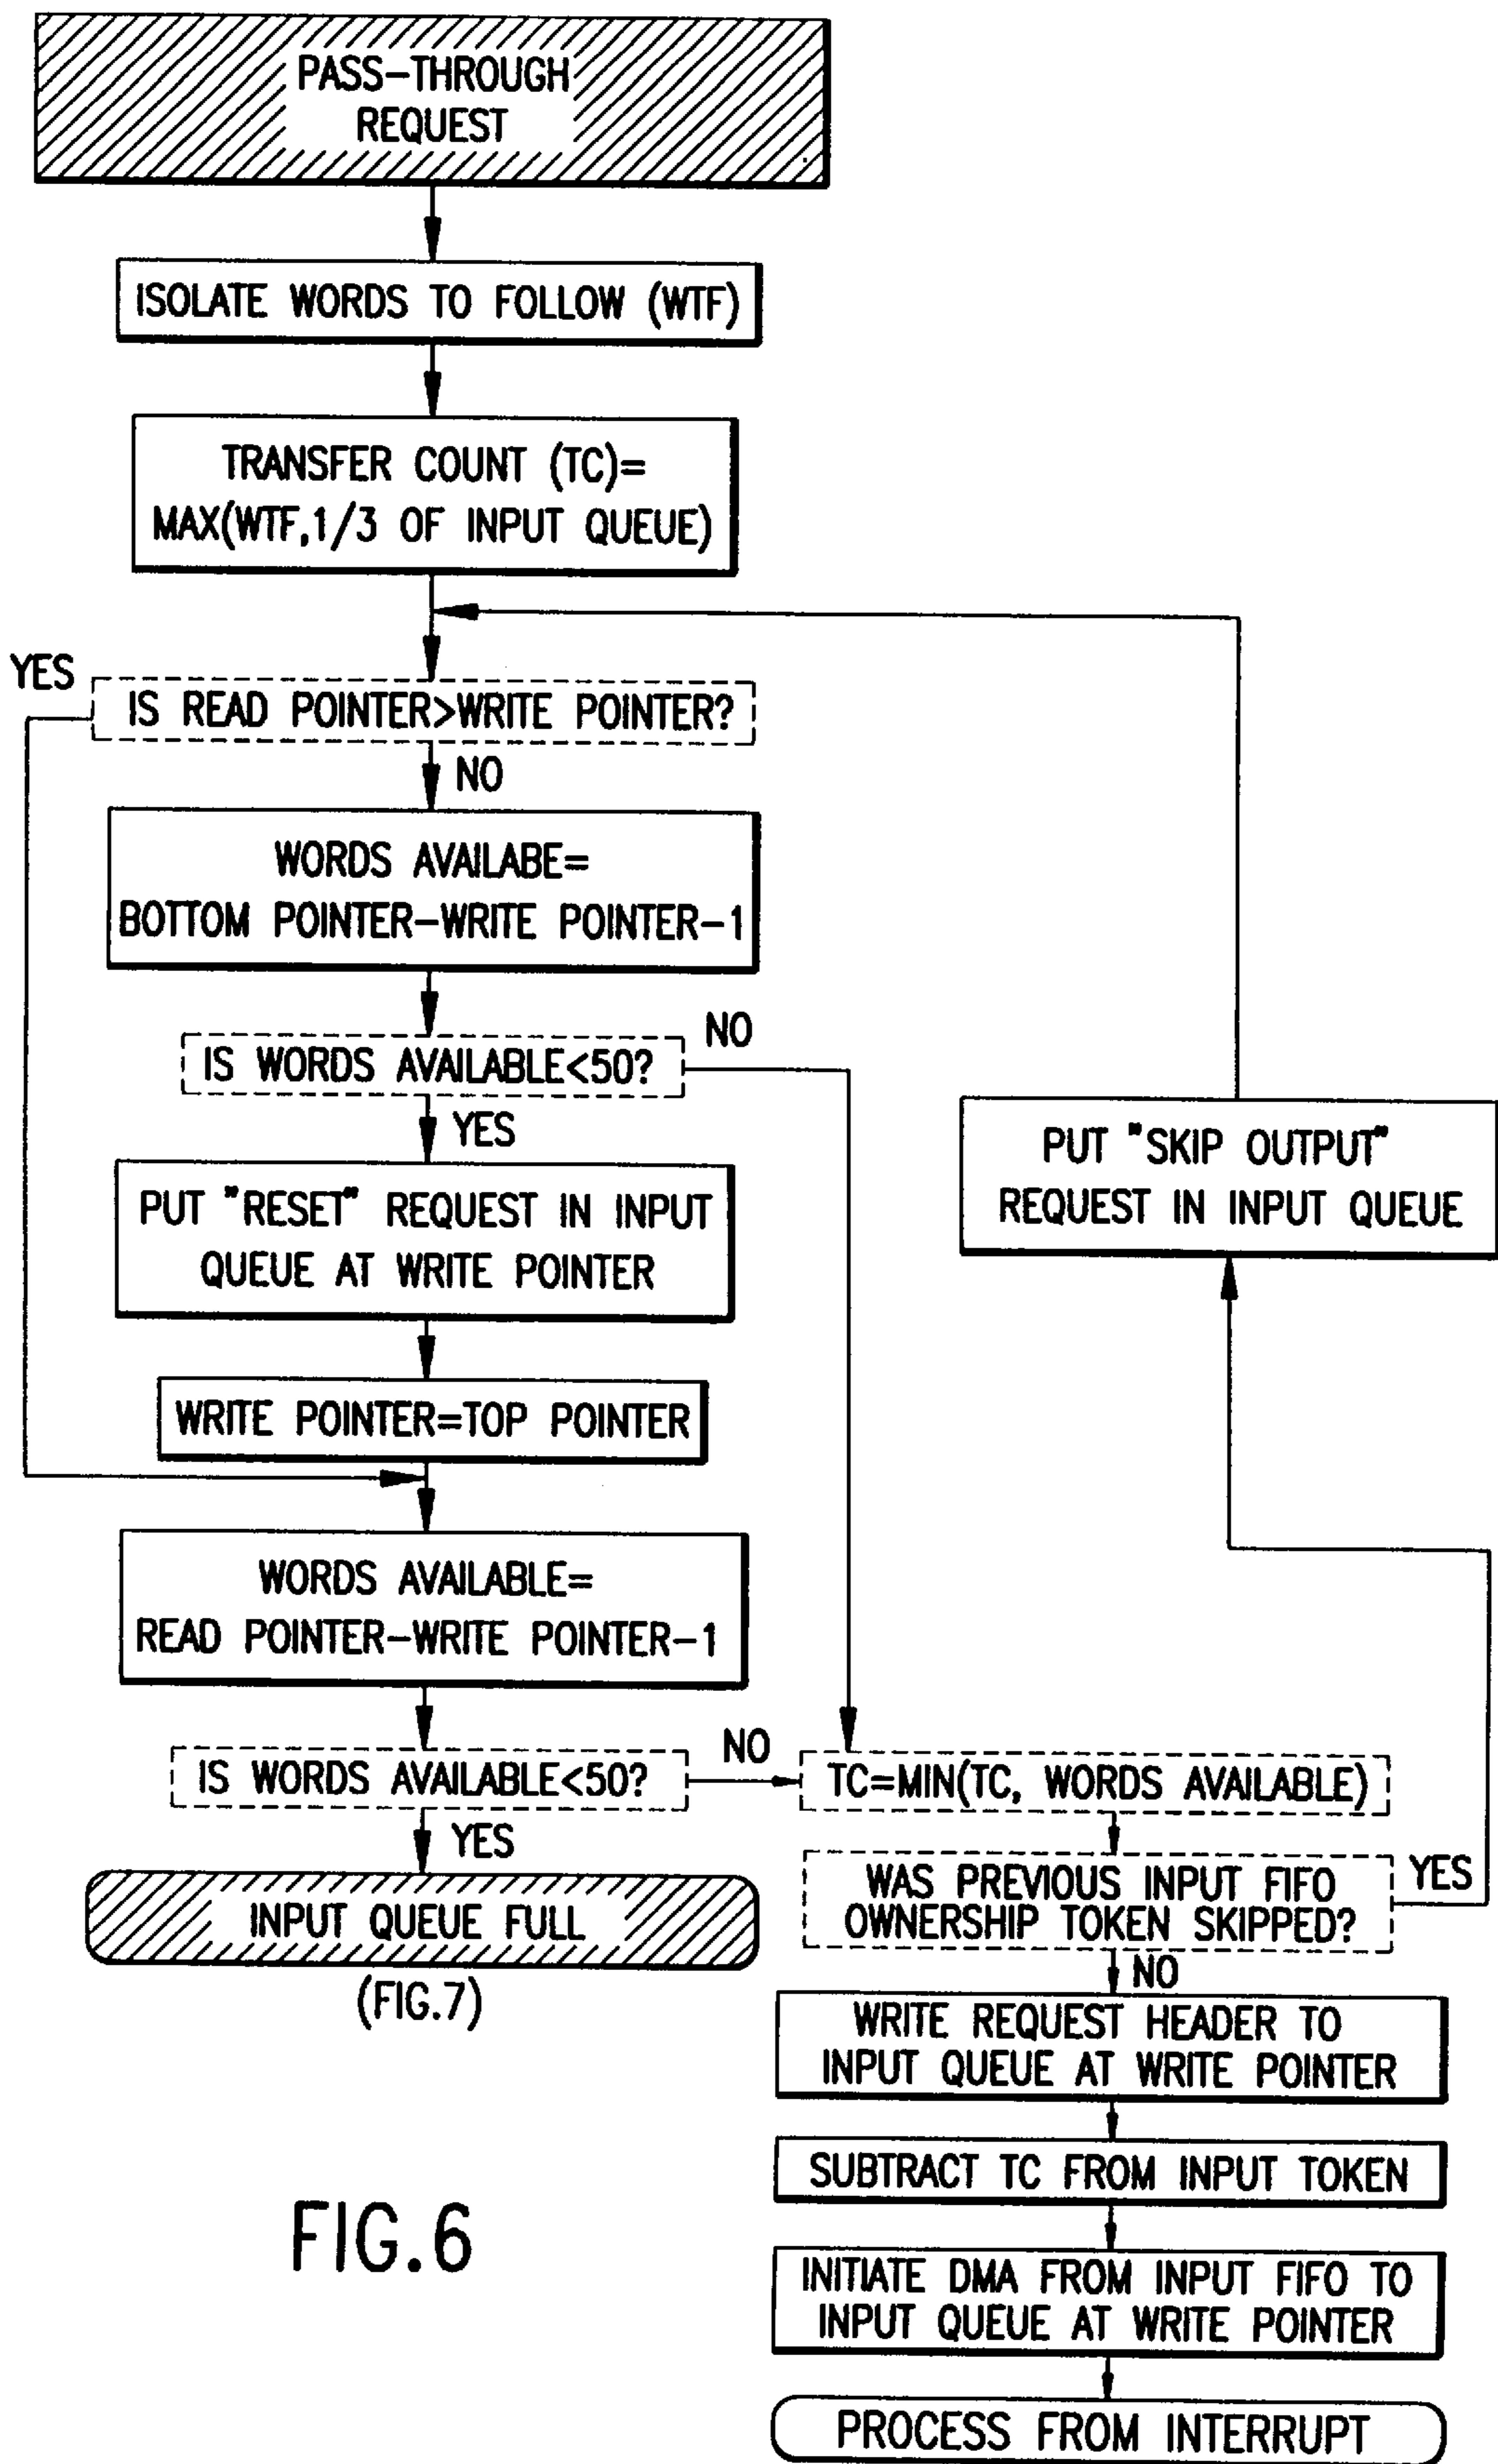 PASS-THROUGH
REQUEST
ISOLATE WORDS TO FOLLOW (WTF)
TRANSFER COUNT (TC)=
MAX(WTF,1/3 OF INPUT QUEUE)
YES
IS READ POINTER>WRITE POINTER?
NO
WORDS AVAILABE=
BOTTOM POINTER-WRITE POINTER-1
IS WORDS AVAILABLE<50?
NO
YES
PUT "RESET" REQUEST IN INPUT
QUEUE AT WRITE POINTER
PUT "SKIP OUTPUT"
REQUEST IN INPUT QUEUE
WRITE POINTER=TOP POINTER
WORDS AVAILABLE=
READ POINTER-WRITE POINTER-1
IS WORDS AVAILABLE<50?
NO
YES
INPUT QUEUE FULL
(FIG.7)
TC=MIN(TC, WORDS AVAILABLE)
WAS PREVIOUS INPUT FIFO
OWNERSHIP TOKEN SKIPPED?
YES
NO
WRITE REQUEST HEADER TO
INPUT QUEUE AT WRITE POINTER
SUBTRACT TC FROM INPUT TOKEN
INITIATE DMA FROM INPUT FIFO TO
INPUT QUEUE AT WRITE POINTER
PROCESS FROM INTERRUPT
FIG.6